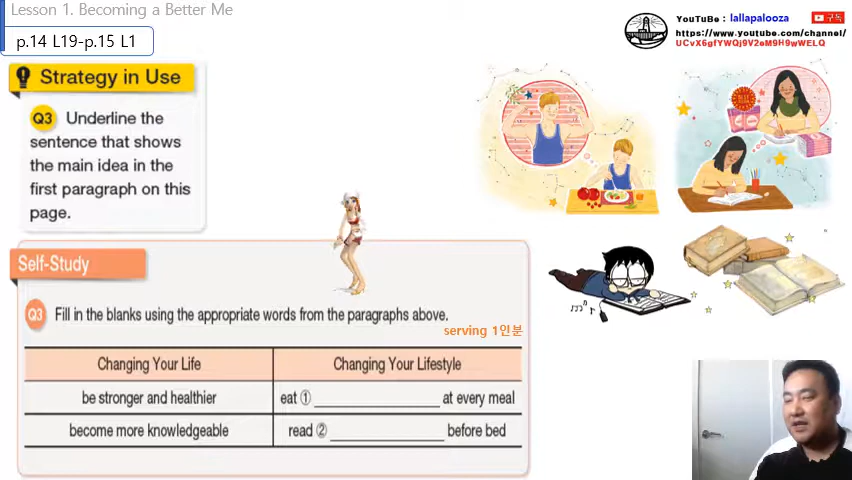 Lesson 1. Becoming a Better Me
p.14 L19-p.15 L1
YouTuBe : lallapalooza
구독
https://www.youtube.com/channel/
UCvX6gfYWQj9V2eM9H9wWELQ
Strategy in Use
Q3 Underline the
sentence that shows
the main idea in the
first paragraph on this
page.
Self-Study
Q3 Fill in the blanks using the appropriate words from the paragraphs above.
serving 1인분
Changing Your Life Changing Your Lifestyle
be stronger and healthier eat ① ____________________ at every meal
become more knowledgeable read ② ____________________ before bed